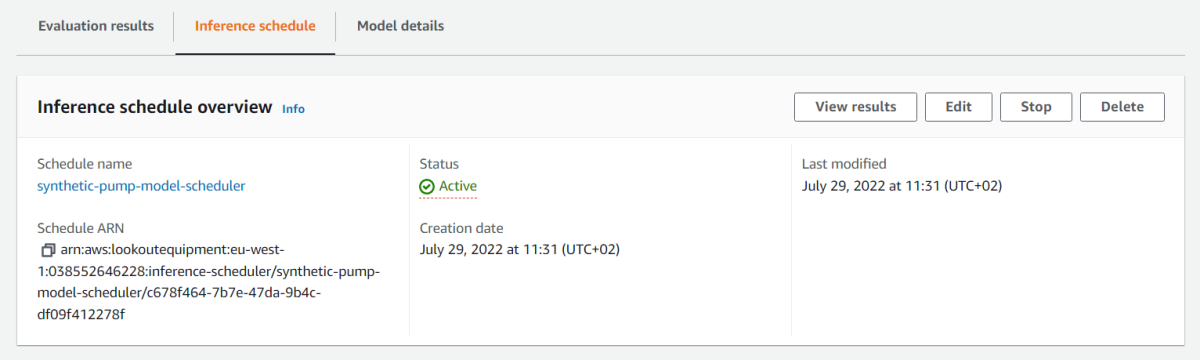 Evaluation results
Inference schedule
Model details
Inference schedule overview Info
View results
Edit
Stop
Delete
Schedule name
synthetic-pump-model-scheduler
Schedule ARN
arn:aws:lookoutequipment:eu-west-
1:038552646228:inference-scheduler/synthetic-pump-
model-scheduler/c678f464-7b7e-47da-9b4c-
df09f412278f
Status
Active
Creation date
July 29, 2022 at 11:31 (UTC+02)
Last modified
July 29, 2022 at 11:31 (UTC+02)